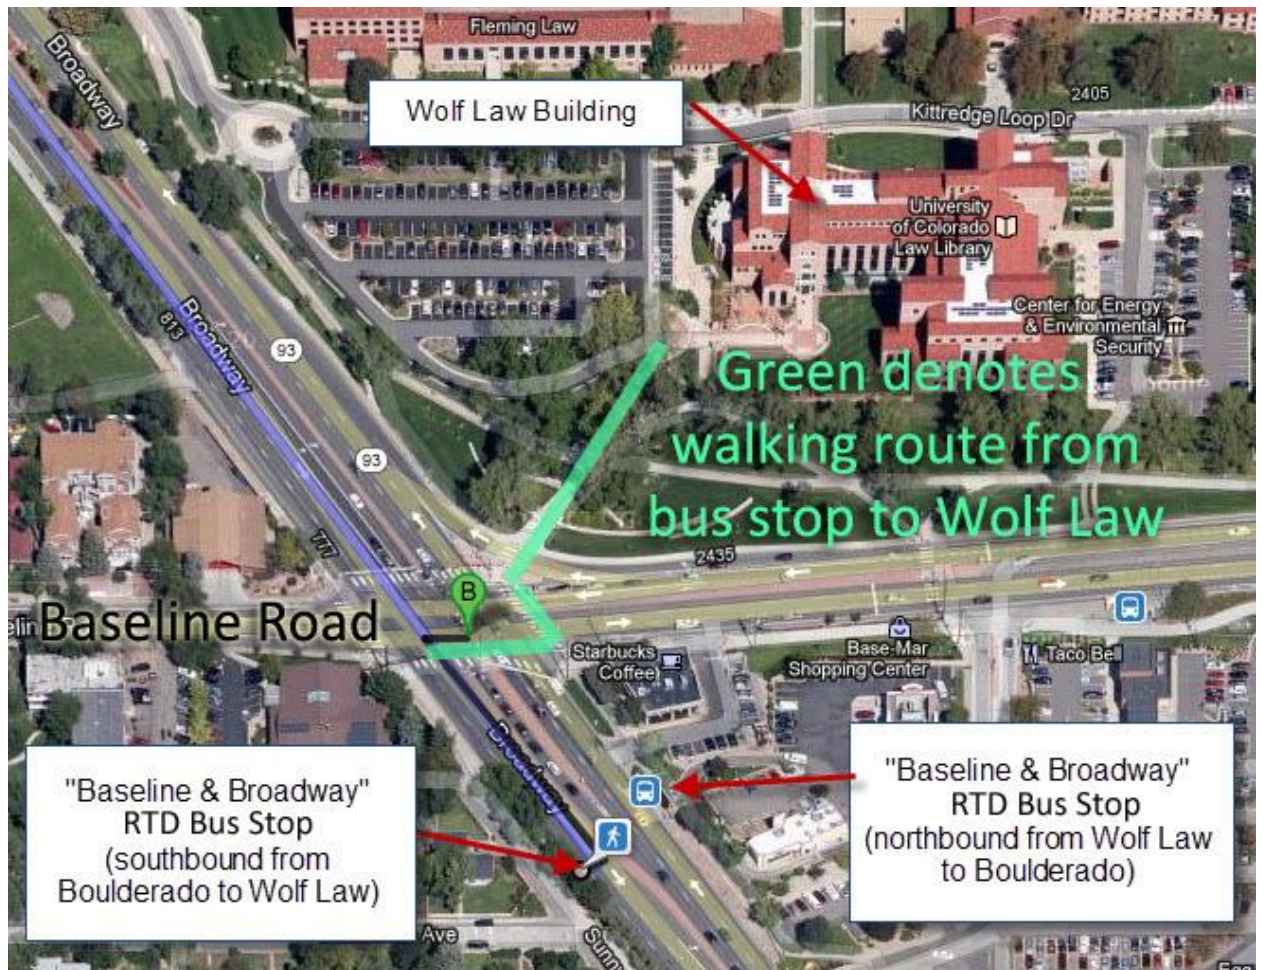 Fleming Law
Broadway
Wolf Law Building
2405
Kittredge Loop Dr
University
of Colorado
Law Library
Center for Energy
& Environmental
Security
Broadway
813
93
Green denotes
walking route from
bus stop to Wolf Law
93
777
2435
B
Baseline Road
Starbucks
Coffee
Base-Mar
Shopping Center
Taco Bell
Broadway
"Baseline & Broadway"
RTD Bus Stop
(southbound from
Boulderado to Wolf Law)
"Baseline & Broadway"
RTD Bus Stop
(northbound from Wolf Law
to Boulderado)
Ave